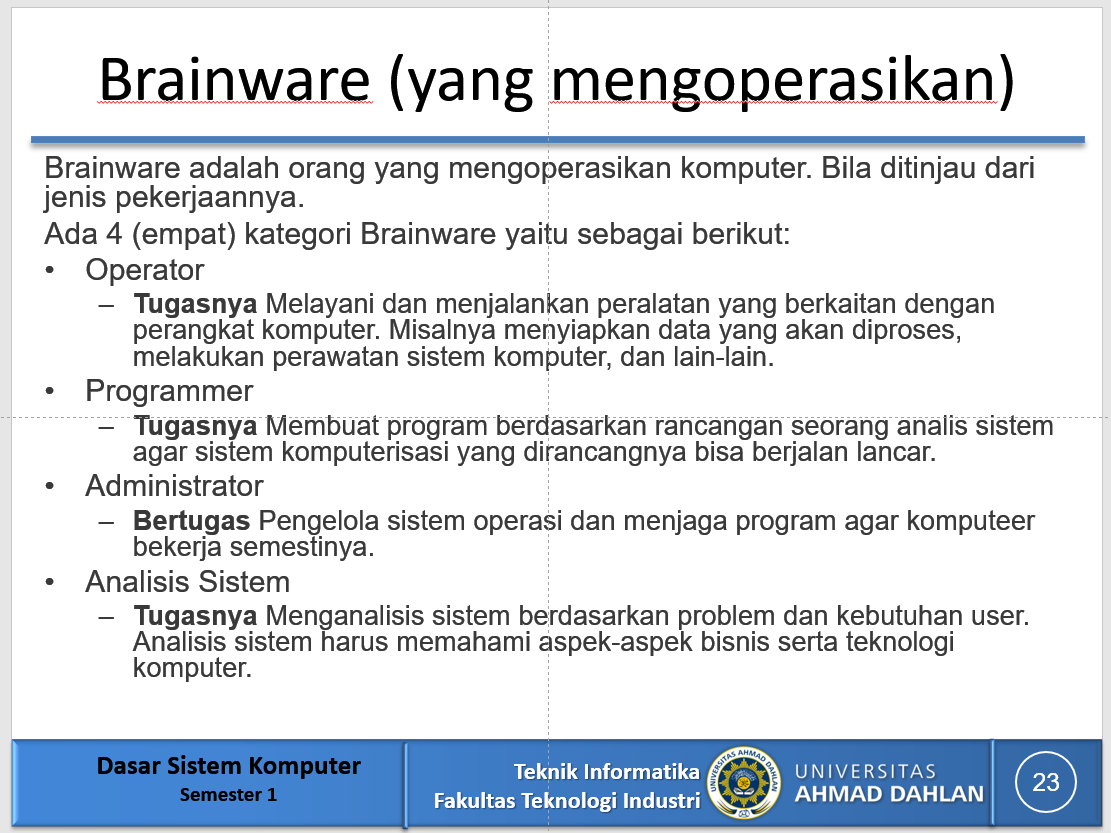 Brainware (yang mengoperasikan)
Brainware adalah orang yang mengoperasikan komputer. Bila ditinjau dari
jenis pekerjaannya.
Ada 4 (empat) kategori Brainware yaitu sebagai berikut:
• Operator
– Tugasnya Melayani dan menjalankan peralatan yang berkaitan dengan
perangkat komputer. Misalnya menyiapkan data yang akan diproses,
melakukan perawatan sistem komputer, dan lain-lain.
• Programmer
– Tugasnya Membuat program berdasarkan rancangan seorang analis sistem
agar sistem komputerisasi yang dirancangnya bisa berjalan lancar.
• Administrator
– Bertugas Pengelola sistem operasi dan menjaga program agar komputeer
bekerja semestinya.
• Analisis Sistem
– Tugasnya Menganalisis sistem berdasarkan problem dan kebutuhan user.
Analisis sistem harus memahami aspek-aspek bisnis serta teknologi
komputer.
Dasar Sistem Komputer
Semester 1
Teknik Informatika
Fakultas Teknologi Industri
UNIVERSITAS AHMAD DAHLAN
UNIVERSITAS
AHMAD DAHLAN
23